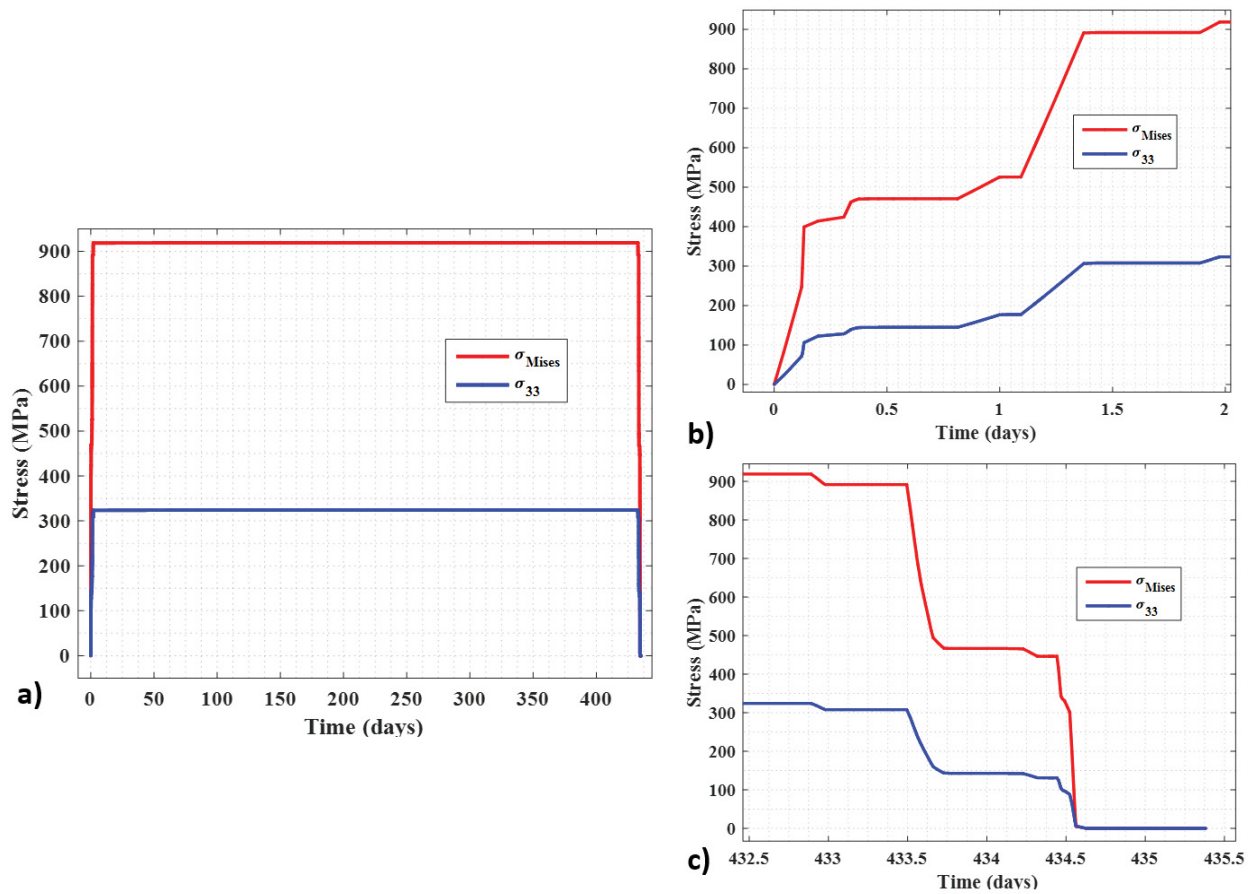 900
800
700
600
500
400
300
200
100
0
Stress (MPa)
σMises
σ33
0 50 100 150 200 250 300 350 400
Time (days)
a)
900
800
700
600
500
400
300
200
100
0
Stress (MPa)
σMises
σ33
0 0.5 1 1.5 2
Time (days)
b)
900
800
700
600
500
400
300
200
100
0
Stress (MPa)
σMises
σ33
432.5 433 433.5 434 434.5 435 435.5
Time (days)
c)